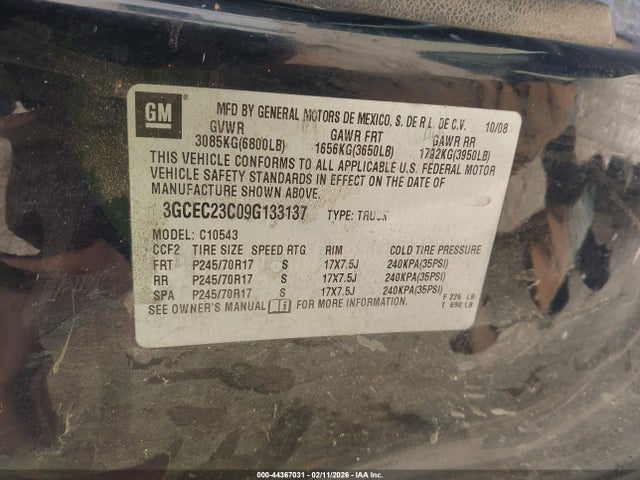 GM®
MFD BY GENERAL MOTORS DE MEXICO, S. DE R.L. DE C.V. 10/08
GVWR GAWR FRT GAWR RR
3085KG(6800LB) 1656KG(3650LB) 1792KG(3950LB)
THIS VEHICLE CONFORMS TO ALL APPLICABLE U.S. FEDERAL MOTOR
VEHICLE SAFETY STANDARDS IN EFFECT ON THE DATE OF
MANUFACTURE SHOWN ABOVE.
3GCEC23C09G133137 TYPE: TRUCK
MODEL: C10543
CCF2 TIRE SIZE SPEED RTG RIM COLD TIRE PRESSURE
FRT P245/70R17 S 17X7.5J 240KPA(35PSI)
RR P245/70R17 S 17X7.5J 240KPA(35PSI)
SPA P245/70R17 S 17X7.5J 240KPA(35PSI)
SEE OWNER'S MANUAL FOR MORE INFORMATION.
F 226 LB
T 690 LB
000-44367031 - 02/11/2026 - IAA Inc.